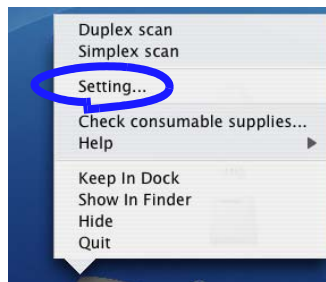 Duplex scan
Simplex scan
Setting...
Check consumable supplies...
Help
Keep In Dock
Show In Finder
Hide
Quit